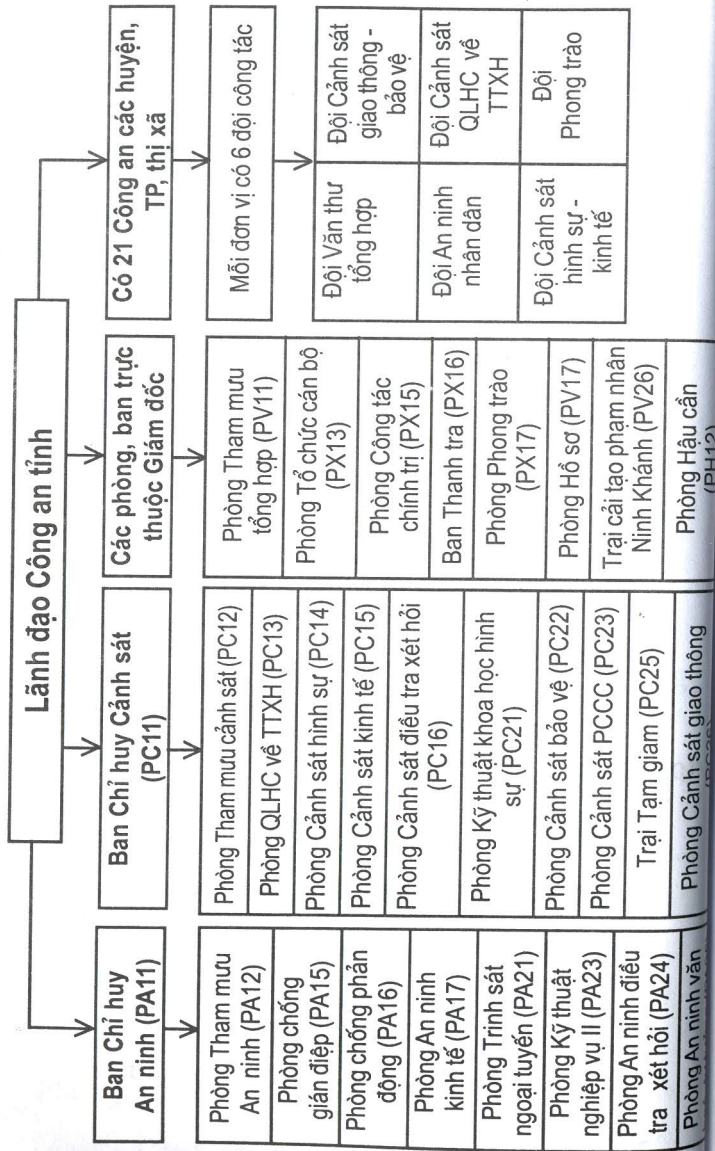 Lãnh đạo Công an tỉnh
Ban Chỉ huy
An ninh (PA11)
Phòng Tham mưu
An ninh (PA12)
Phòng chống
gián điệp (PA15)
Phòng chống phản
động (PA16)
Phòng An ninh
kinh tế (PA17)
Phòng Trinh sát
ngoại tuyến (PA21)
Phòng Kỹ thuật
nghiệp vụ II (PA23)
Phòng An ninh điều
tra xét hỏi (PA24)
Phòng An ninh văn
Ban Chỉ huy Cảnh sát
(PC11)
Phòng Tham mưu cảnh sát (PC12)
Phòng QLHC về TTXH (PC13)
Phòng Cảnh sát hình sự (PC14)
Phòng Cảnh sát kinh tế (PC15)
Phòng Cảnh sát điều tra xét hỏi
(PC16)
Phòng Kỹ thuật khoa học hình
sự (PC21)
Phòng Cảnh sát bảo vệ (PC22)
Phòng Cảnh sát PCCC (PC23)
Trại Tạm giam (PC25)
Phòng Cảnh sát giao thông
Các phòng, ban trực
thuộc Giám đốc
Phòng Tham mưu
tổng hợp (PV11)
Phòng Tổ chức cán bộ
(PX13)
Phòng Công tác
chính trị (PX15)
Ban Thanh tra (PX16)
Phòng Phong trào
(PX17)
Phòng Hồ sơ (PV17)
Trại cải tạo phạm nhân
Ninh Khánh (PV26)
Phòng Hậu cần
(PH12)
Có 21 Công an các huyện,
TP, thị xã
Mỗi đơn vị có 6 đội công tác
Đội Văn thư
tổng hợp
Đội Cảnh sát
giao thông -
bảo vệ
Đội An ninh
nhân dân
Đội Cảnh sát
QLHC về
TTXH
Đội Cảnh sát
hình sự -
kinh tế
Đội
Phong trào